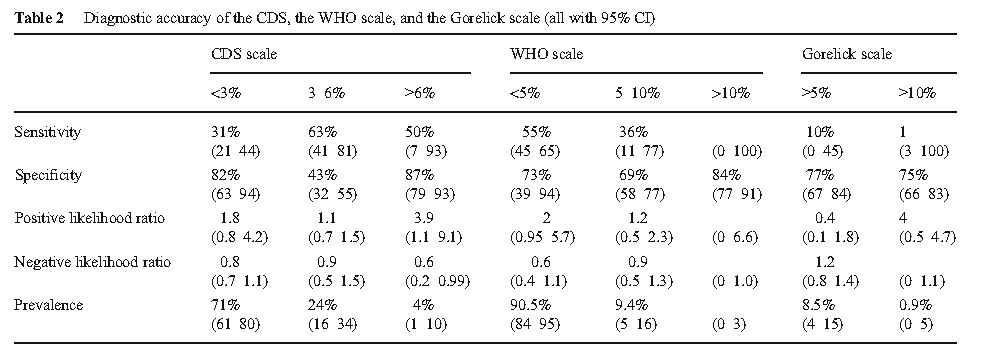 Table 2 Diagnostic accuracy of the CDS, the WHO scale, and the Gorelick scale (all with 95% CI)
CDS scale WHO scale Gorelick scale
<3% 3 6% >6% <5% 5 10% >10% >5% >10%
Sensitivity 31% 63% 50% 55% 36% 10% 1
(21 44) (41 81) (7 93) (45 65) (11 77) (0 100) (0 45) (3 100)
Specificity 82% 43% 87% 73% 69% 84% 77% 75%
(63 94) (32 55) (79 93) (39 94) (58 77) (77 91) (67 84) (66 83)
Positive likelihood ratio 1.8 1.1 3.9 2 1.2 0.4 4
(0.8 4.2) (0.7 1.5) (1.1 9.1) (0.95 5.7) (0.5 2.3) (0 6.6) (0.1 1.8) (0.5 4.7)
Negative likelihood ratio 0.8 0.9 0.6 0.6 0.9 1.2
(0.7 1.1) (0.5 1.5) (0.2 0.99) (0.4 1.1) (0.5 1.3) (0 1.0) (0.8 1.4) (0 1.1)
Prevalence 71% 24% 4% 90.5% 9.4% 8.5% 0.9%
(61 80) (16 34) (1 10) (84 95) (5 16) (0 3) (4 15) (0 5)